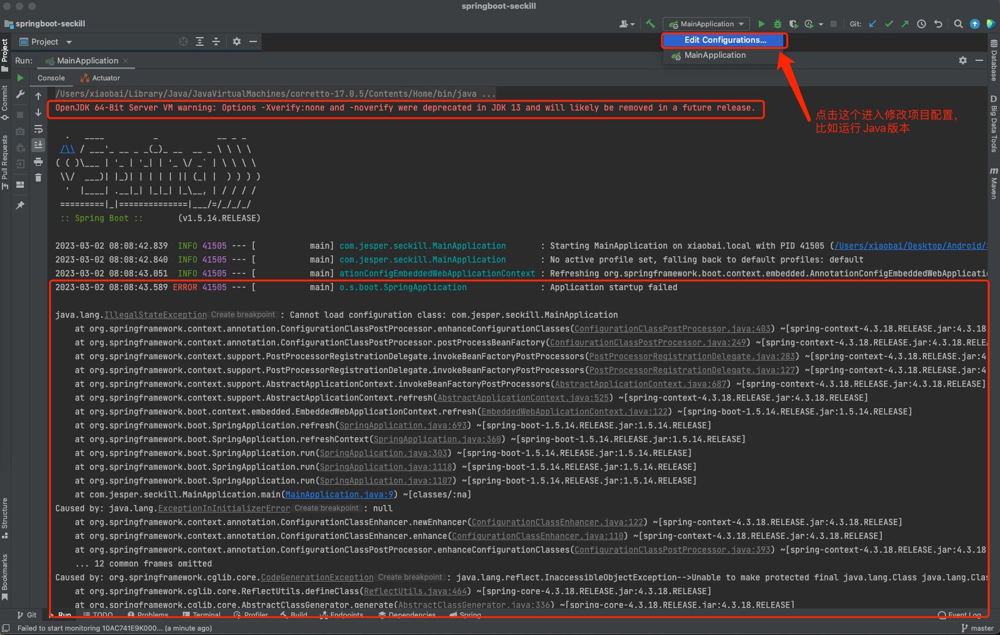 springboot-seckill
springboot-seckill
MainApplication
Git:
Project
Edit Configurations...
MainApplication
Run:
MainApplication
Console
Actuator
Project
Commit
Pull Requests
Structure
Bookmarks
Database
Big Data Tools
Maven
点击这个进入修改项目配置，
比如运行Java版本
/Users/xiaobai/Library/Java/JavaVirtualMachines/corretto-17.0.5/Contents/Home/bin/java ...
OpenJDK 64-Bit Server VM warning: Options -Xverify:none and -noverify were deprecated in JDK 13 and will likely be removed in a future release.
  .   ____          _            __ _ _
 /\\ / ___'_ __ _ _(_)_ __  __ _ \ \ \ \
( ( )\___ | '_ | '_| | '_ \/ _` | \ \ \ \
 \\/  ___)| |_)| | | | | || (_| |  ) ) ) )
  '  |____| .__|_| |_|_| |_\__, | / / / /
 =========|_|==============|___/=/_/_/_/
 :: Spring Boot ::       (v1.5.14.RELEASE)
2023-03-02 08:08:42.839  INFO 41505 --- [           main] com.jesper.seckill.MainApplication       : Starting MainApplication on xiaobai.local with PID 41505 (/Users/xiaobai/Desktop/Android/
2023-03-02 08:08:42.840  INFO 41505 --- [           main] com.jesper.seckill.MainApplication       : No active profile set, falling back to default profiles: default
2023-03-02 08:08:43.051  INFO 41505 --- [           main] ationConfigEmbeddedWebApplicationContext : Refreshing org.springframework.boot.context.embedded.AnnotationConfigEmbeddedWebApplicati
2023-03-02 08:08:43.589 ERROR 41505 --- [           main] o.s.boot.SpringApplication               : Application startup failed
java.lang.IllegalStateException Create breakpoint : Cannot load configuration class: com.jesper.seckill.MainApplication
    at org.springframework.context.annotation.ConfigurationClassPostProcessor.enhanceConfigurationClasses(ConfigurationClassPostProcessor.java:403) ~[spring-context-4.3.18.RELEASE.jar:4.3.18
    at org.springframework.context.annotation.ConfigurationClassPostProcessor.postProcessBeanFactory(ConfigurationClassPostProcessor.java:249) ~[spring-context-4.3.18.RELEASE.jar:4.3.18.RELE
    at org.springframework.context.support.PostProcessorRegistrationDelegate.invokeBeanFactoryPostProcessors(PostProcessorRegistrationDelegate.java:283) ~[spring-context-4.3.18.RELEASE.jar:4
    at org.springframework.context.support.PostProcessorRegistrationDelegate.invokeBeanFactoryPostProcessors(PostProcessorRegistrationDelegate.java:127) ~[spring-context-4.3.18.RELEASE.jar:4
    at org.springframework.context.support.AbstractApplicationContext.invokeBeanFactoryPostProcessors(AbstractApplicationContext.java:687) ~[spring-context-4.3.18.RELEASE.jar:4.3.18.RELEASE]
    at org.springframework.context.support.AbstractApplicationContext.refresh(AbstractApplicationContext.java:525) ~[spring-context-4.3.18.RELEASE.jar:4.3.18.RELEASE]
    at org.springframework.boot.context.embedded.EmbeddedWebApplicationContext.refresh(EmbeddedWebApplicationContext.java:122) ~[spring-boot-1.5.14.RELEASE.jar:1.5.14.RELEASE]
    at org.springframework.boot.SpringApplication.refresh(SpringApplication.java:693) ~[spring-boot-1.5.14.RELEASE.jar:1.5.14.RELEASE]
    at org.springframework.boot.SpringApplication.refreshContext(SpringApplication.java:360) ~[spring-boot-1.5.14.RELEASE.jar:1.5.14.RELEASE]
    at org.springframework.boot.SpringApplication.run(SpringApplication.java:303) ~[spring-boot-1.5.14.RELEASE.jar:1.5.14.RELEASE]
    at org.springframework.boot.SpringApplication.run(SpringApplication.java:1118) ~[spring-boot-1.5.14.RELEASE.jar:1.5.14.RELEASE]
    at org.springframework.boot.SpringApplication.run(SpringApplication.java:1107) ~[spring-boot-1.5.14.RELEASE.jar:1.5.14.RELEASE]
    at com.jesper.seckill.MainApplication.main(MainApplication.java:9) ~[classes/:na]
Caused by: java.lang.ExceptionInInitializerError Create breakpoint : null
    at org.springframework.context.annotation.ConfigurationClassEnhancer.newEnhancer(ConfigurationClassEnhancer.java:122) ~[spring-context-4.3.18.RELEASE.jar:4.3.18.RELEASE]
    at org.springframework.context.annotation.ConfigurationClassEnhancer.enhance(ConfigurationClassEnhancer.java:110) ~[spring-context-4.3.18.RELEASE.jar:4.3.18.RELEASE]
    at org.springframework.context.annotation.ConfigurationClassPostProcessor.enhanceConfigurationClasses(ConfigurationClassPostProcessor.java:393) ~[spring-context-4.3.18.RELEASE.jar:4.3.18
    ... 12 common frames omitted
Caused by: org.springframework.cglib.core.CodeGenerationException Create breakpoint : java.lang.reflect.InaccessibleObjectException-->Unable to make protected final java.lang.Class java.lang.Clas
    at org.springframework.cglib.core.ReflectUtils.defineClass(ReflectUtils.java:464) ~[spring-core-4.3.18.RELEASE.jar:4.3.18.RELEASE]
    at org.springframework.cglib.core.AbstractClassGenerator.generate(AbstractClassGenerator.java:336) ~[spring-core-4.3.18.RELEASE.jar:4.3.18.RELEASE]
Git
Run
TODO
Problems
Terminal
Profiler
Build
Endpoints
Dependencies
Spring
Event Log
Failed to start monitoring 10AC741E9K000... (a minute ago)
master